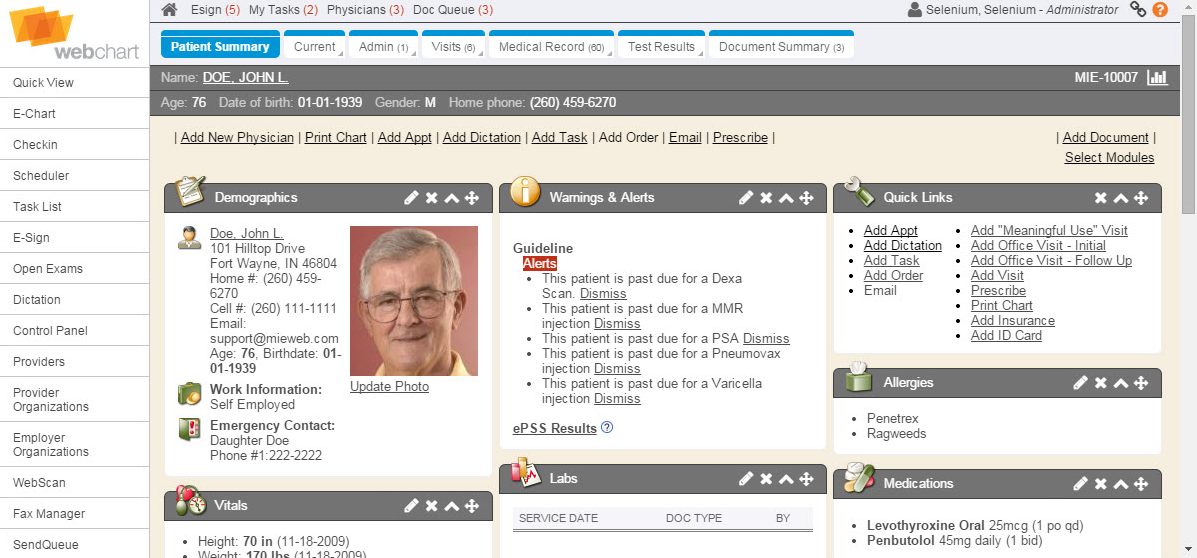 webchart
Quick View
E-Chart
Checkin
Scheduler
Task List
E-Sign
Open Exams
Dictation
Control Panel
Providers
Provider
Organizations
Employer
Organizations
WebScan
Fax Manager
SendQueue
Esign (5) My Tasks (2) Physicians (3) Doc Queue (3)
Selenium, Selenium - Administrator
Patient Summary Current Admin (1) Visits (6) Medical Record (60) Test Results Document Summary (3)
Name: DOE, JOHN L. MIE-10007
Age: 76 Date of birth: 01-01-1939 Gender: M Home phone: (260) 459-6270
| Add New Physician | Print Chart | Add Appt | Add Dictation | Add Task | Add Order | Email | Prescribe |
| Add Document |
Select Modules
Demographics
Doe, John L.
101 Hilltop Drive
Fort Wayne, IN 46804
Home #: (260) 459-
6270
Cell #: (260) 111-1111
Email:
support@mieweb.com
Age: 76, Birthdate: 01-
01-1939
Update Photo
Work Information:
Self Employed
Emergency Contact:
Daughter Doe
Phone #1:222-2222
Vitals
Height: 70 in (11-18-2009)
Weight: 170 lbs (11-18-2009)
Warnings & Alerts
Guideline
Alerts
This patient is past due for a Dexa
Scan. Dismiss
This patient is past due for a MMR
injection Dismiss
This patient is past due for a PSA Dismiss
This patient is past due for a Pneumovax
injection Dismiss
This patient is past due for a Varicella
injection Dismiss
ePSS Results ?
Labs
SERVICE DATE DOC TYPE BY
Quick Links
Add Appt
Add Dictation
Add Task
Add Order
Email
Add "Meaningful Use" Visit
Add Office Visit - Initial
Add Office Visit - Follow Up
Add Visit
Prescribe
Print Chart
Add Insurance
Add ID Card
Allergies
Penetrex
Ragweeds
Medications
Levothyroxine Oral 25mcg (1 po qd)
Penbutolol 45mg daily (1 bid)